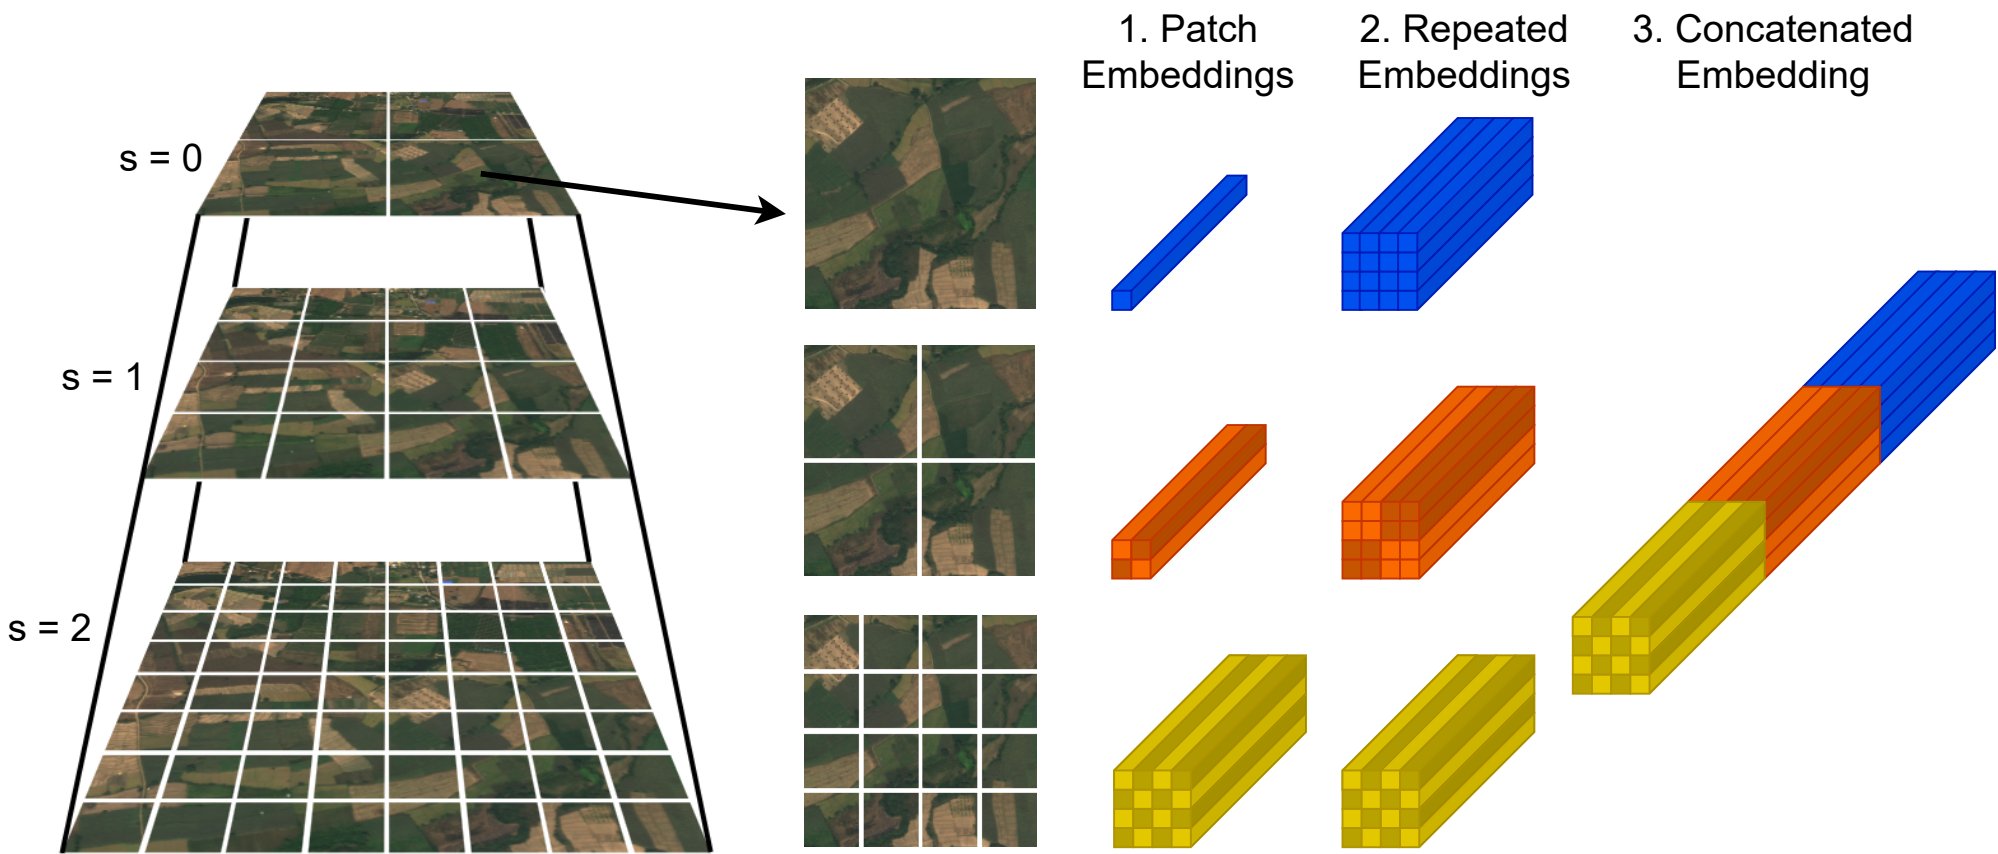 1. Patch
Embeddings
2. Repeated
Embeddings
3. Concatenated
Embedding
s = 0
s = 1
s = 2